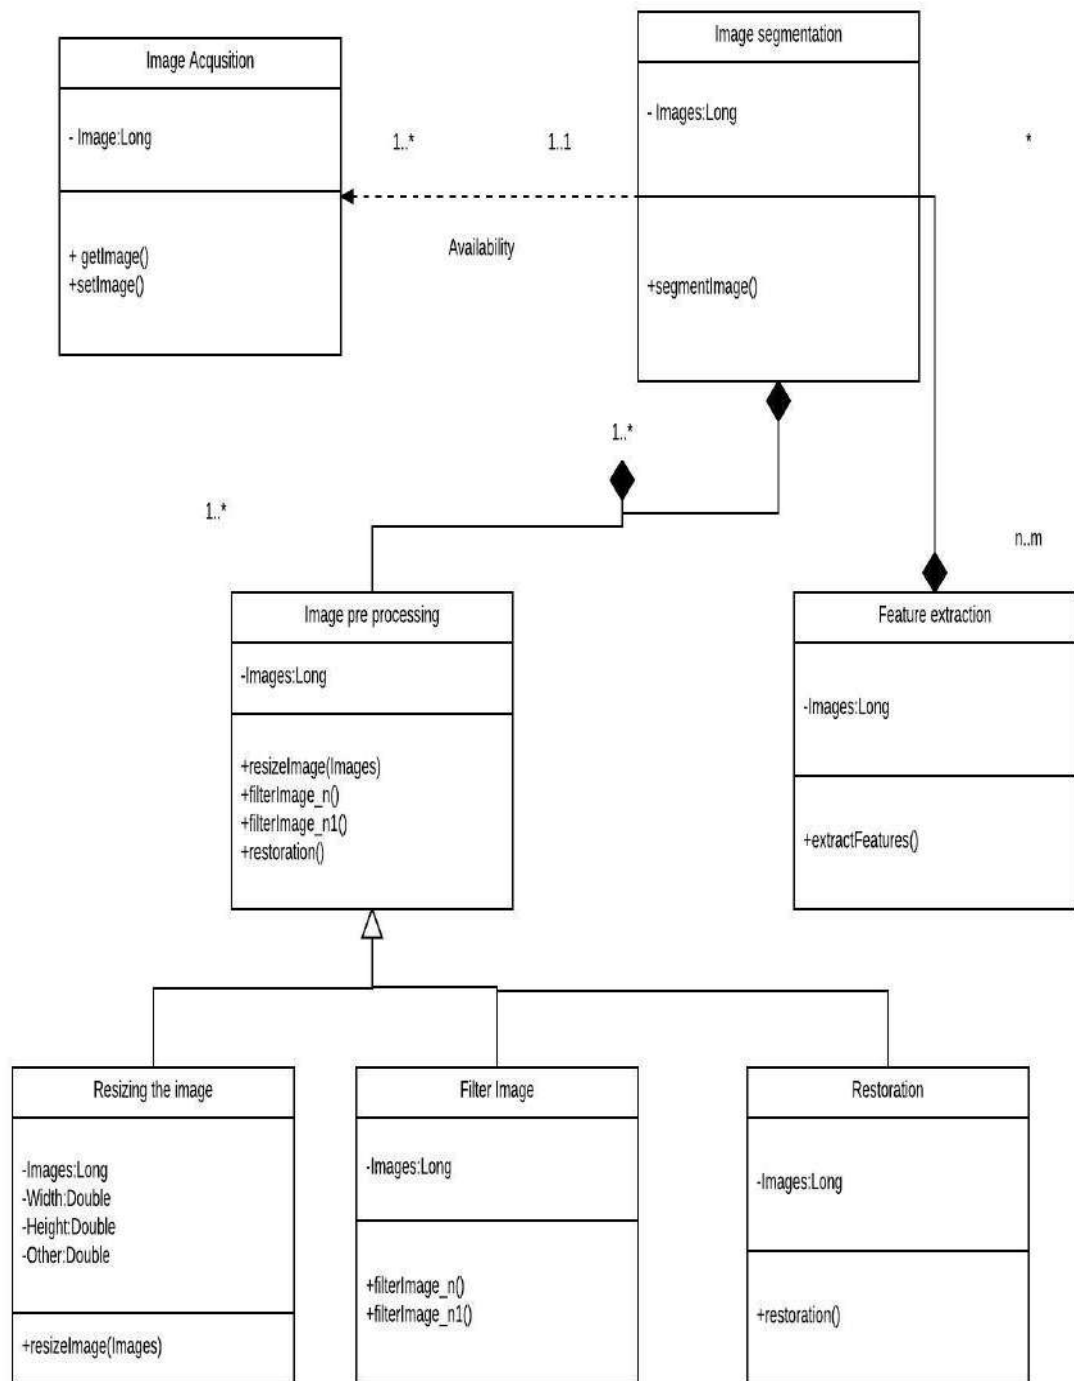 Image Acqusition
- Image:Long
+ getImage()
+setImage()
1..*
1..1
Availability
Image segmentation
- Images:Long
+segmentImage()
*
1..*
1..*
n..m
Image pre processing
-Images:Long
+resizeImage(Images)
+filterImage_n()
+filterImage_n1()
+restoration()
Feature extraction
-Images:Long
+extractFeatures()
Resizing the image
-Images:Long
-Width:Double
-Height:Double
-Other:Double
+resizeImage(Images)
Filter Image
-Images:Long
+filterImage_n()
+filterImage_n1()
Restoration
-Images:Long
+restoration()